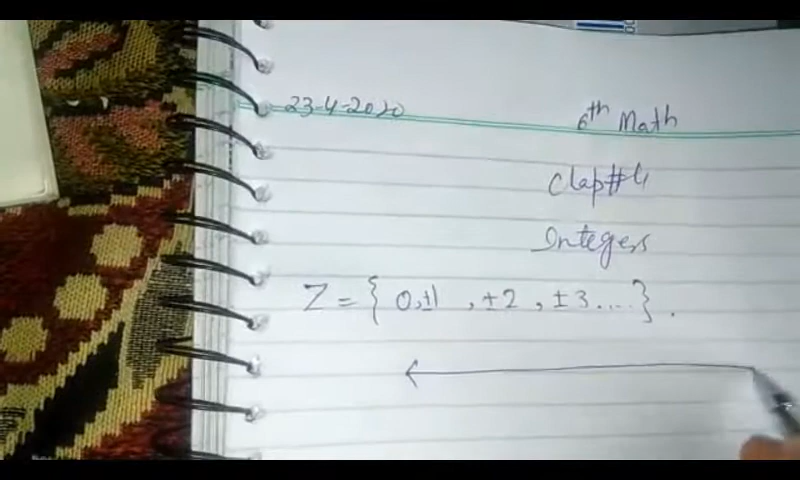 23-4-2020
6th Math
Chap#4
Integers
Z = { 0, ±1 , ±2 , ±3 .... } .